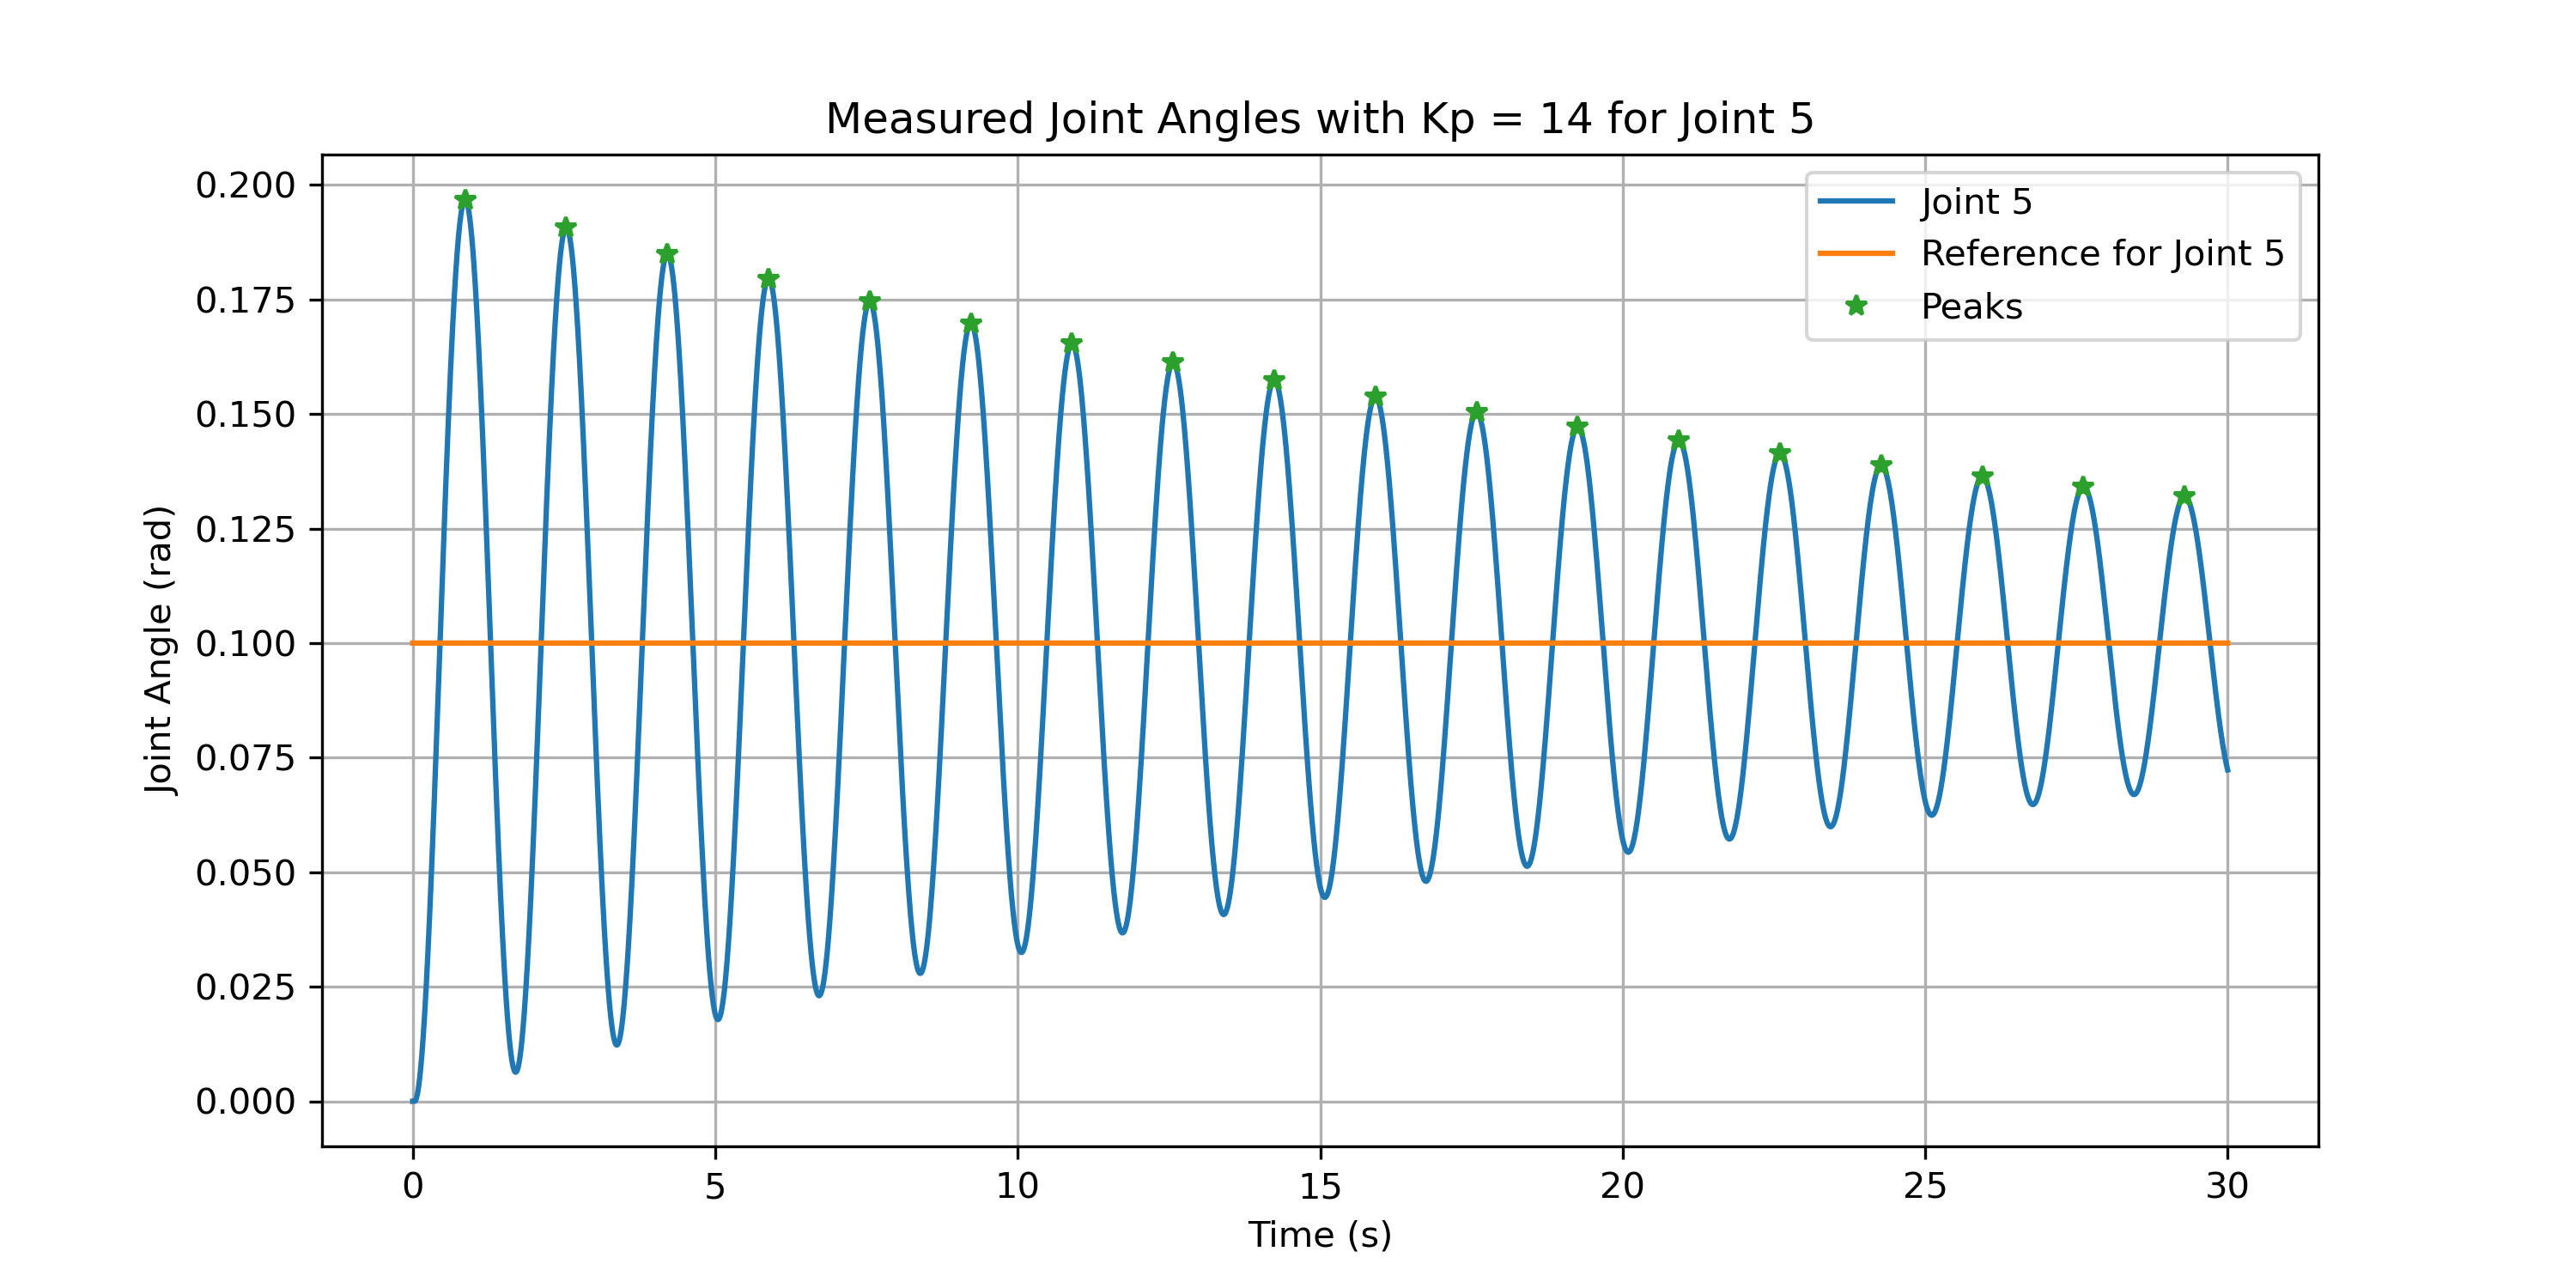 Measured Joint Angles with Kp = 14 for Joint 5
0.200
0.175
0.150
0.125
0.100
0.075
0.050
0.025
0.000
Joint Angle (rad)
Joint 5
Reference for Joint 5
Peaks
0 5 10 15 20 25 30
Time (s)